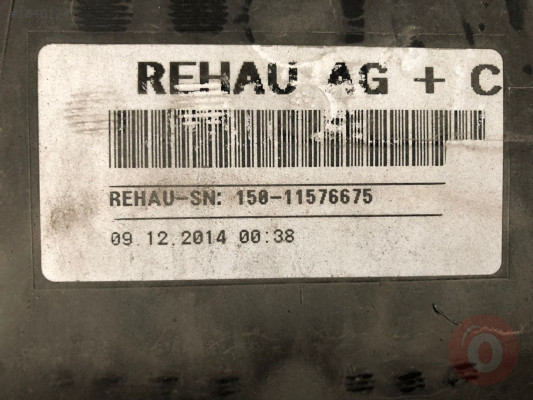 REHAU AG + C
REHAU-SN: 150-11576675
09.12.2014 00:38